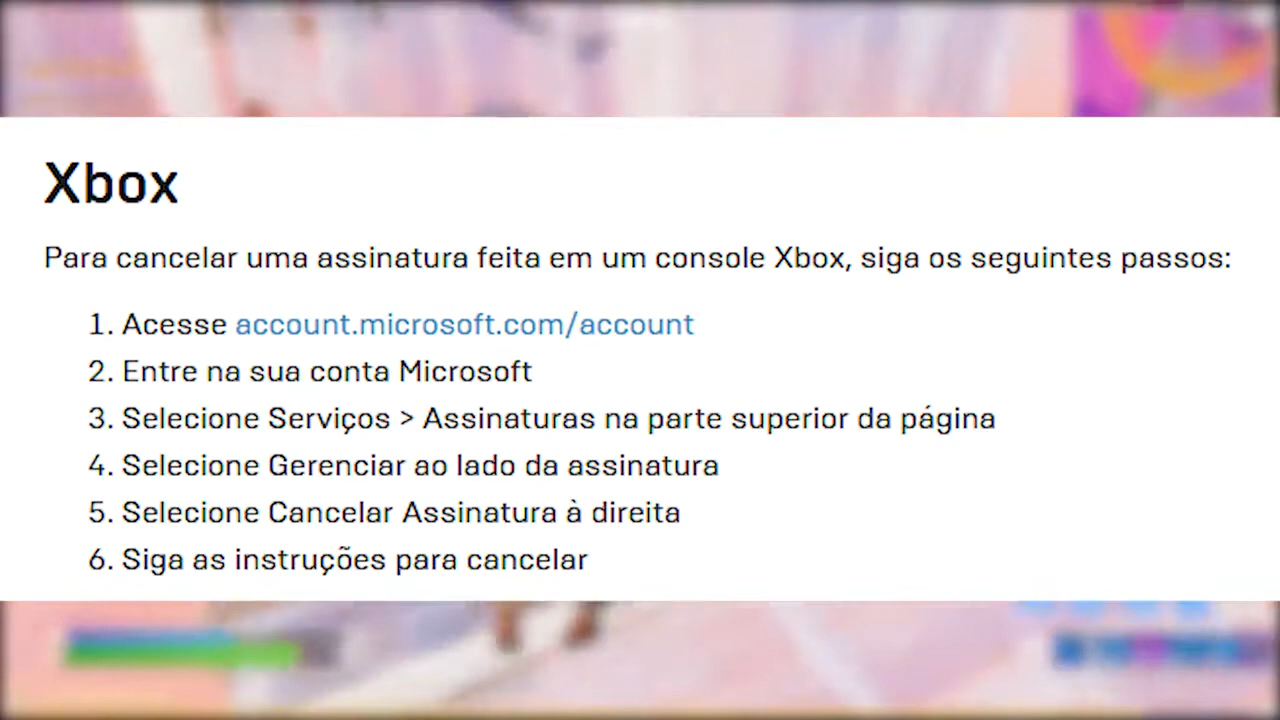 Xbox
Para cancelar uma assinatura feita em um console Xbox, siga os seguintes passos:
1. Acesse account.microsoft.com/account
2. Entre na sua conta Microsoft
3. Selecione Serviços > Assinaturas na parte superior da página
4. Selecione Gerenciar ao lado da assinatura
5. Selecione Cancelar Assinatura à direita
6. Siga as instruções para cancelar